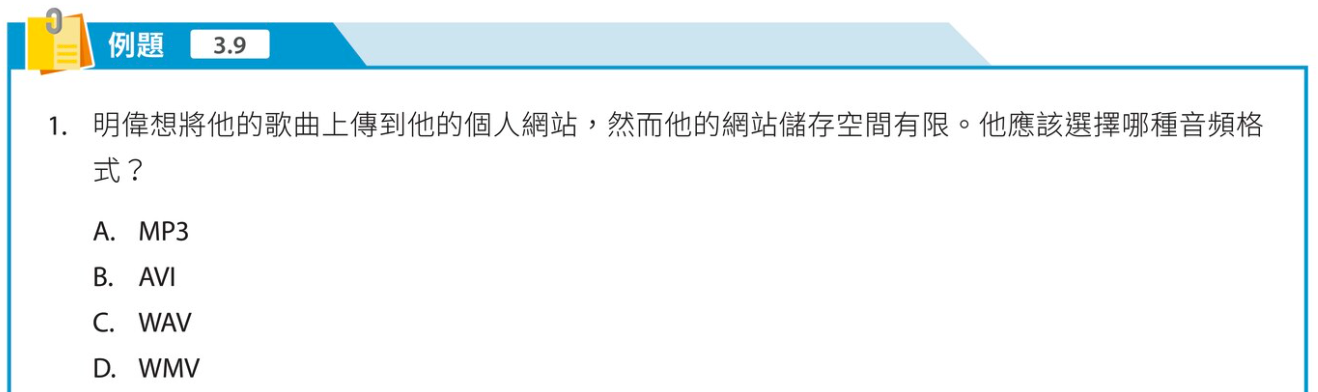 例題 3.9
1. 明偉想將他的歌曲上傳到他的個人網站，然而他的網站儲存空間有限。他應該選擇哪種音頻格
式？
A. MP3
B. AVI
C. WAV
D. WMV